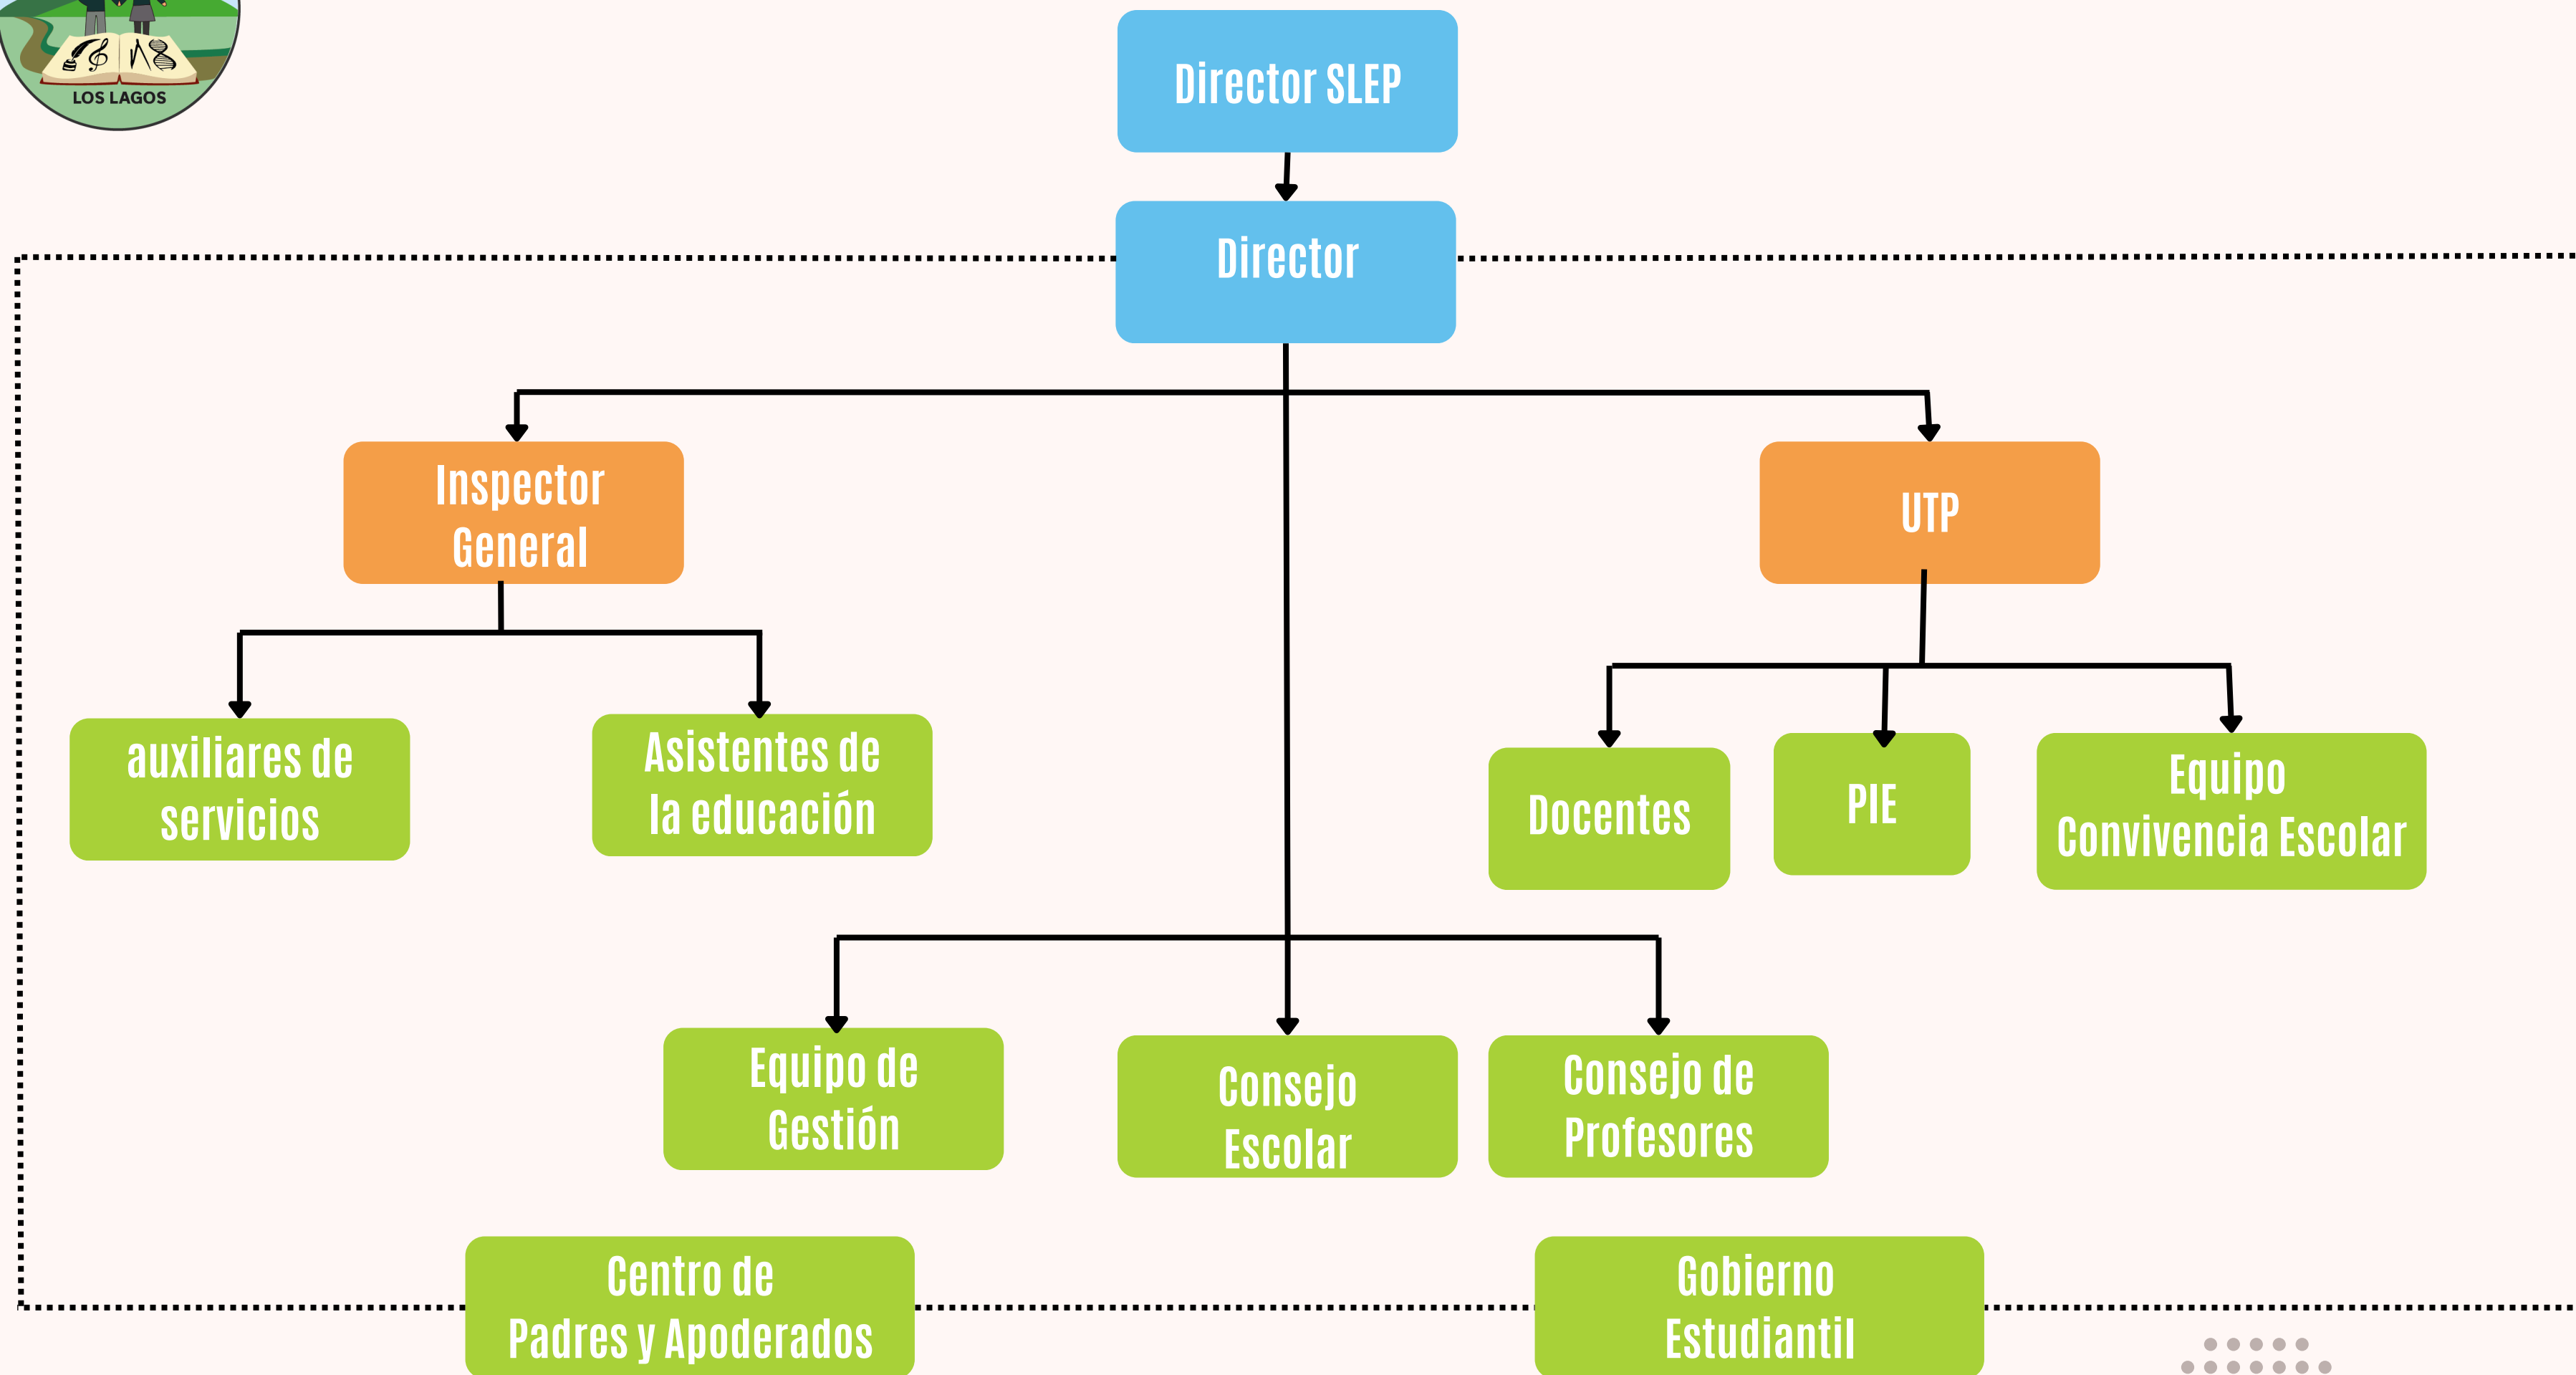 LOS LAGOS
Director SLEP
Director
Inspector
General
UTP
auxiliares de
servicios
Asistentes de
la educación
Docentes
PIE
Equipo
Convivencia Escolar
Equipo de
Gestión
Consejo
Escolar
Consejo de
Profesores
Centro de
Padres y Apoderados
Gobierno
Estudiantil